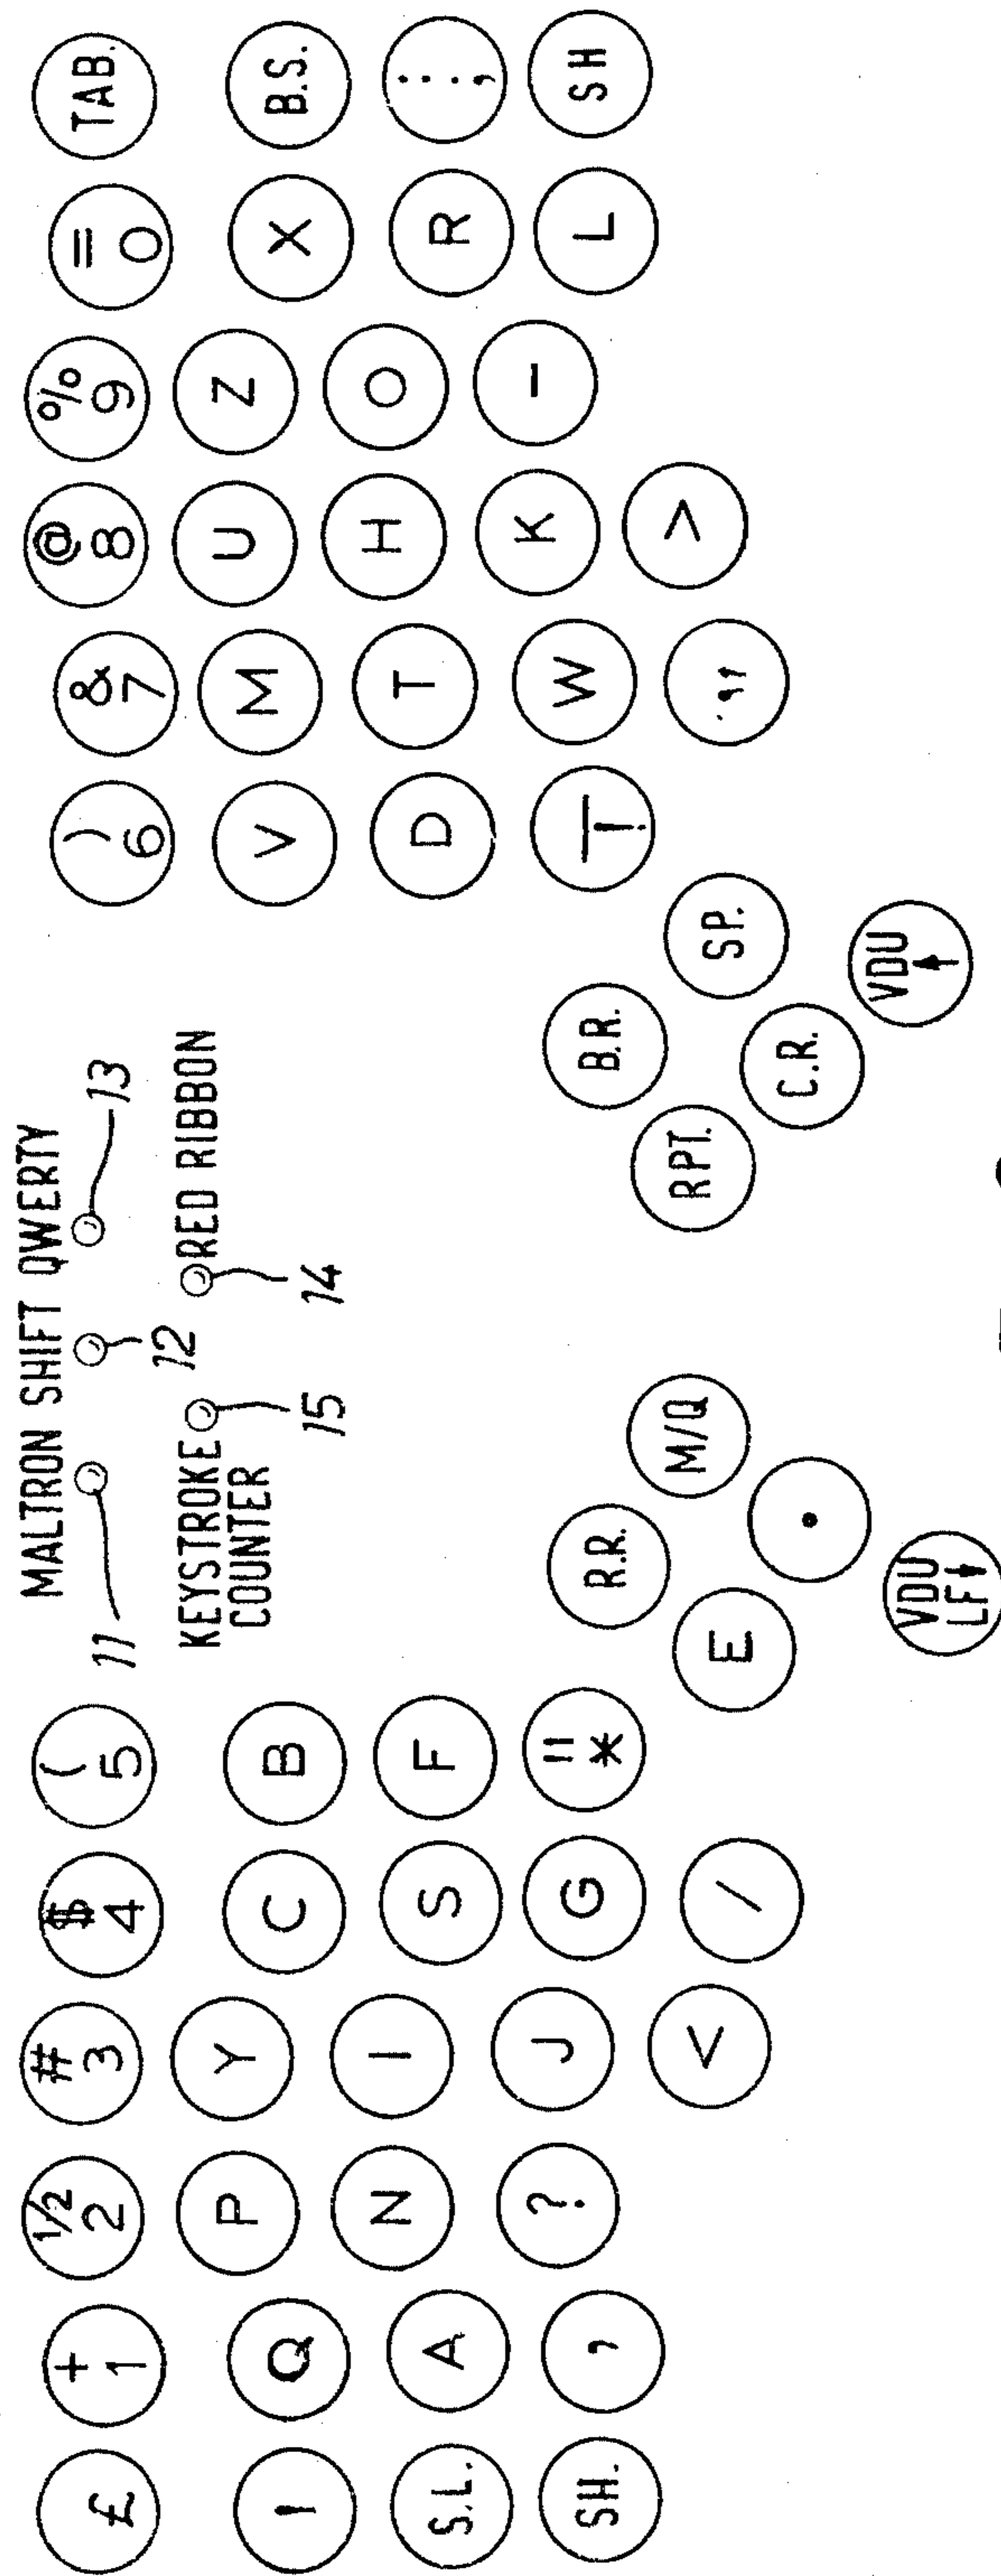 £ + 1 ½ 2 # 3 $ 4 ( 5
MALTRON SHIFT QWERTY
) 6 & 7 @ 8 % 9 = 0 TAB.
11 12 13
KEYSTROKE COUNTER
RED RIBBON
15 14
Q P Y C B
V M U Z X B.S.
S.L. A N I S F
D T H O R : ;
SH. , ? J G " *
W K - L SH
< /
>
R.R. M/Q
E .
VDU LF↓
B.R. SP.
RPT. C.R.
VDU ↑